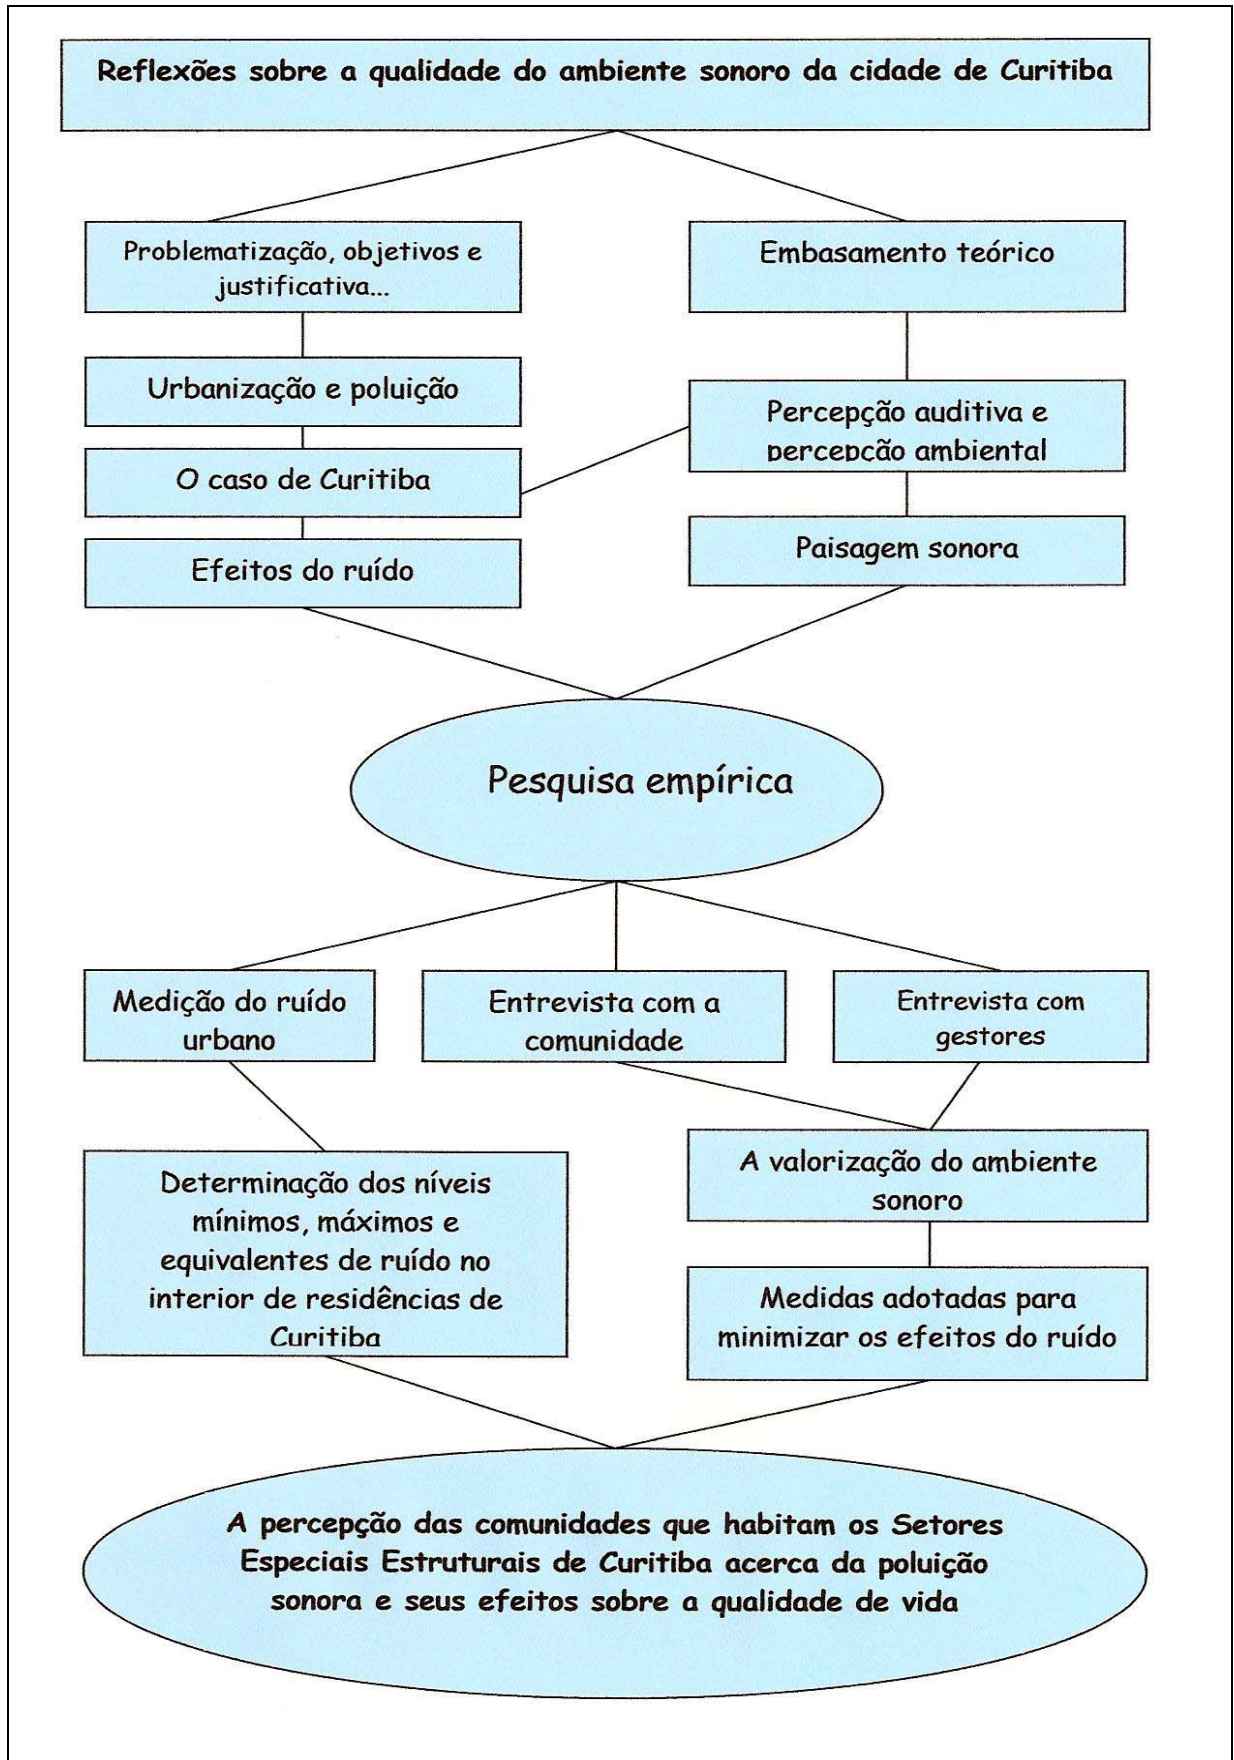 Reflexões sobre a qualidade do ambiente sonoro da cidade de Curitiba
Problematização, objetivos e
justificativa...
Embasamento teórico
Urbanização e poluição
Percepção auditiva e
percepção ambiental
O caso de Curitiba
Paisagem sonora
Efeitos do ruído
Pesquisa empírica
Medição do ruído
urbano
Entrevista com a
comunidade
Entrevista com
gestores
A valorização do ambiente
sonoro
Determinação dos níveis
mínimos, máximos e
equivalentes de ruído no
interior de residências de
Curitiba
Medidas adotadas para
minimizar os efeitos do ruído
A percepção das comunidades que habitam os Setores
Especiais Estruturais de Curitiba acerca da poluição
sonora e seus efeitos sobre a qualidade de vida